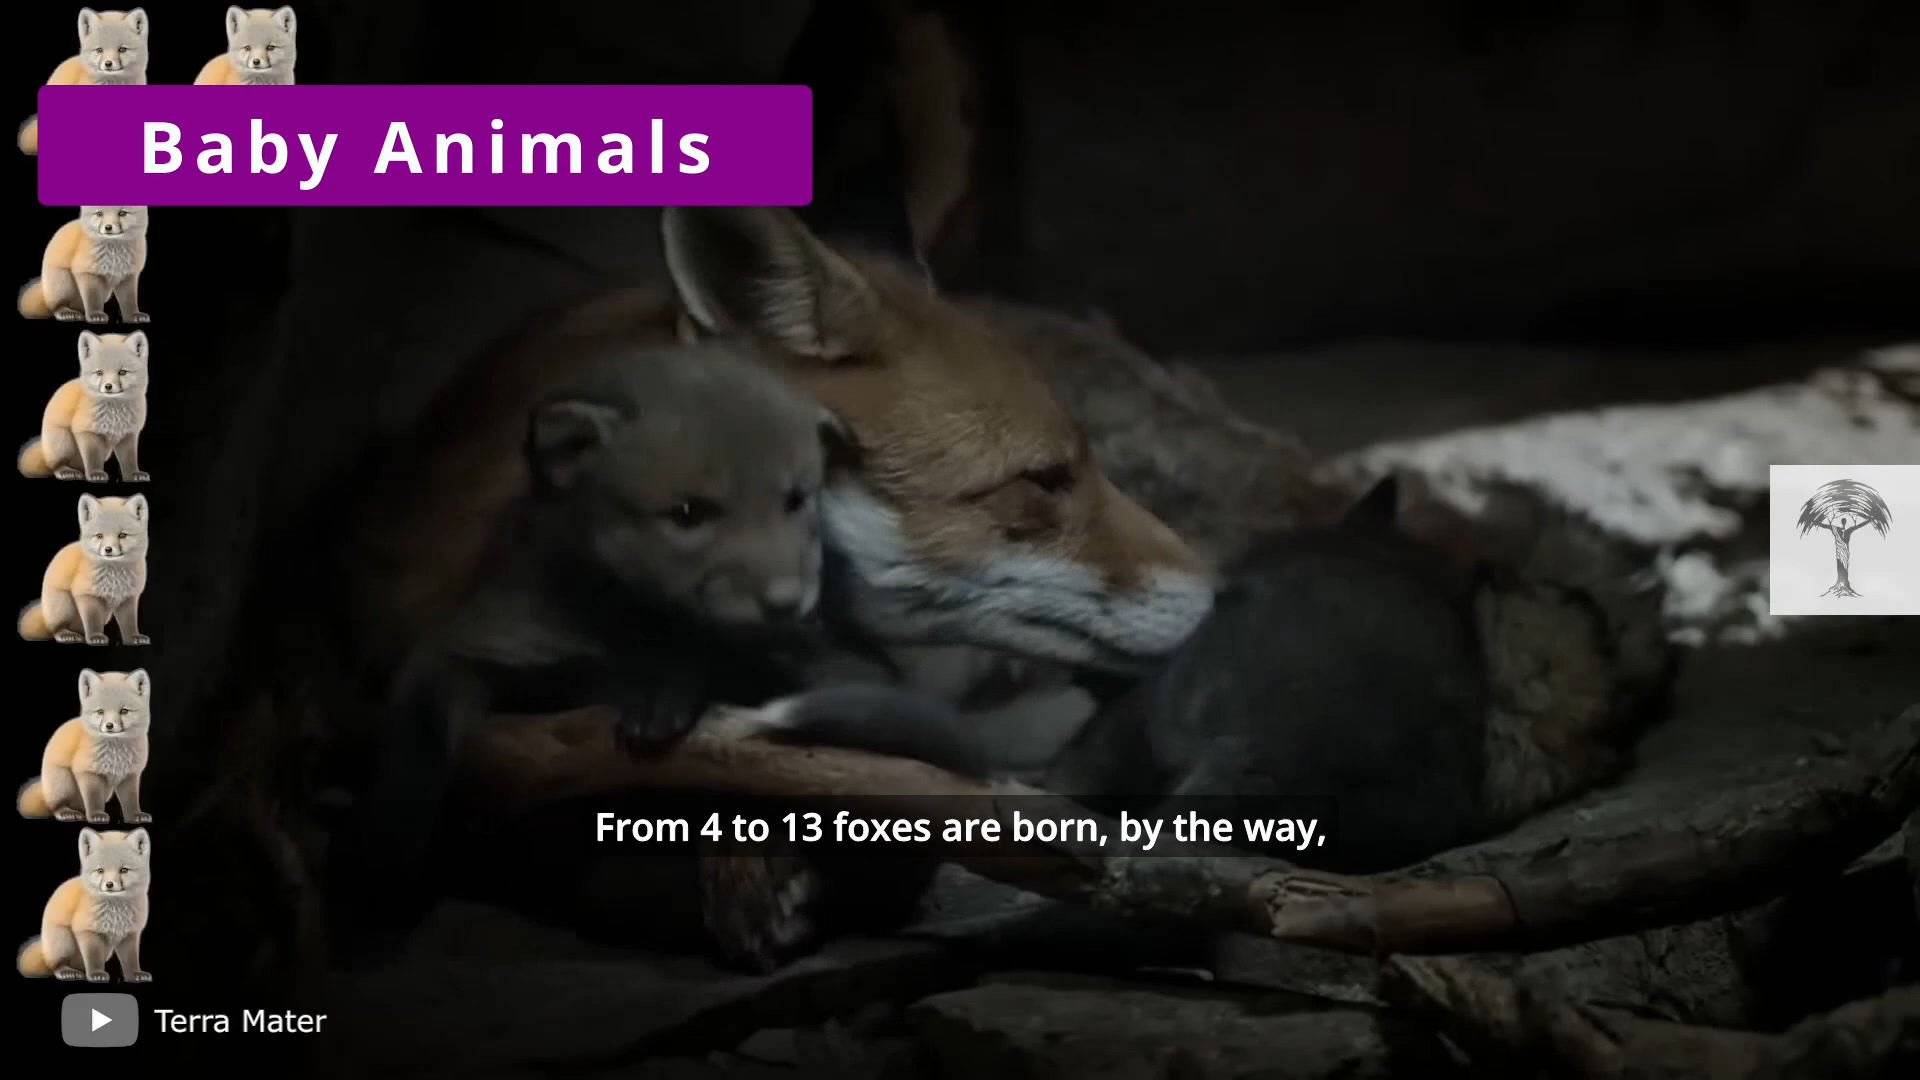 Baby Animals
From 4 to 13 foxes are born, by the way,
Terra Mater